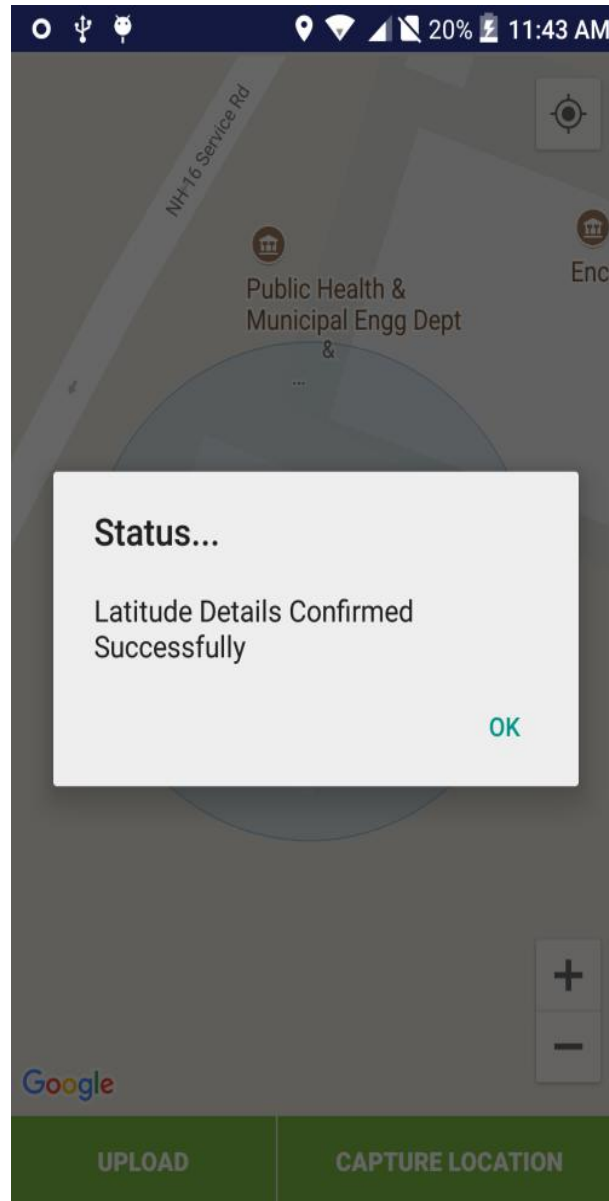 20% 11:43 AM
NH-16 Service Rd
Public Health &
Municipal Engg Dept
&
...
Enc
Status...
Latitude Details Confirmed
Successfully
OK
+
−
Google
UPLOAD CAPTURE LOCATION